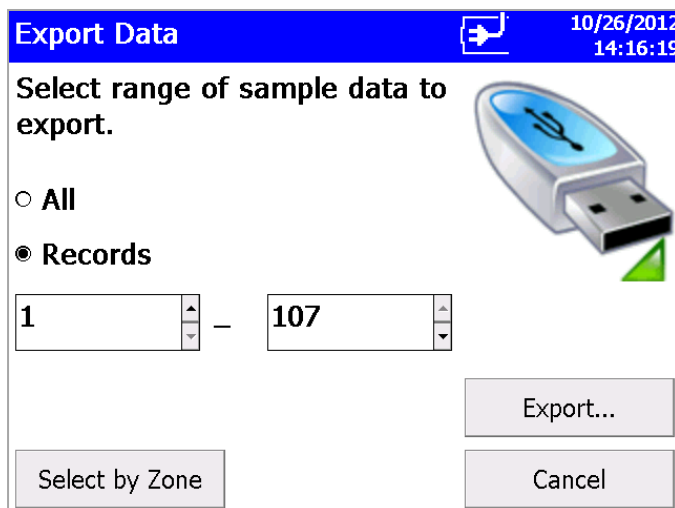 Export Data
10/26/2012
14:16:19
Select range of sample data to
export.
All
Records
1 – 107
Export...
Select by Zone
Cancel